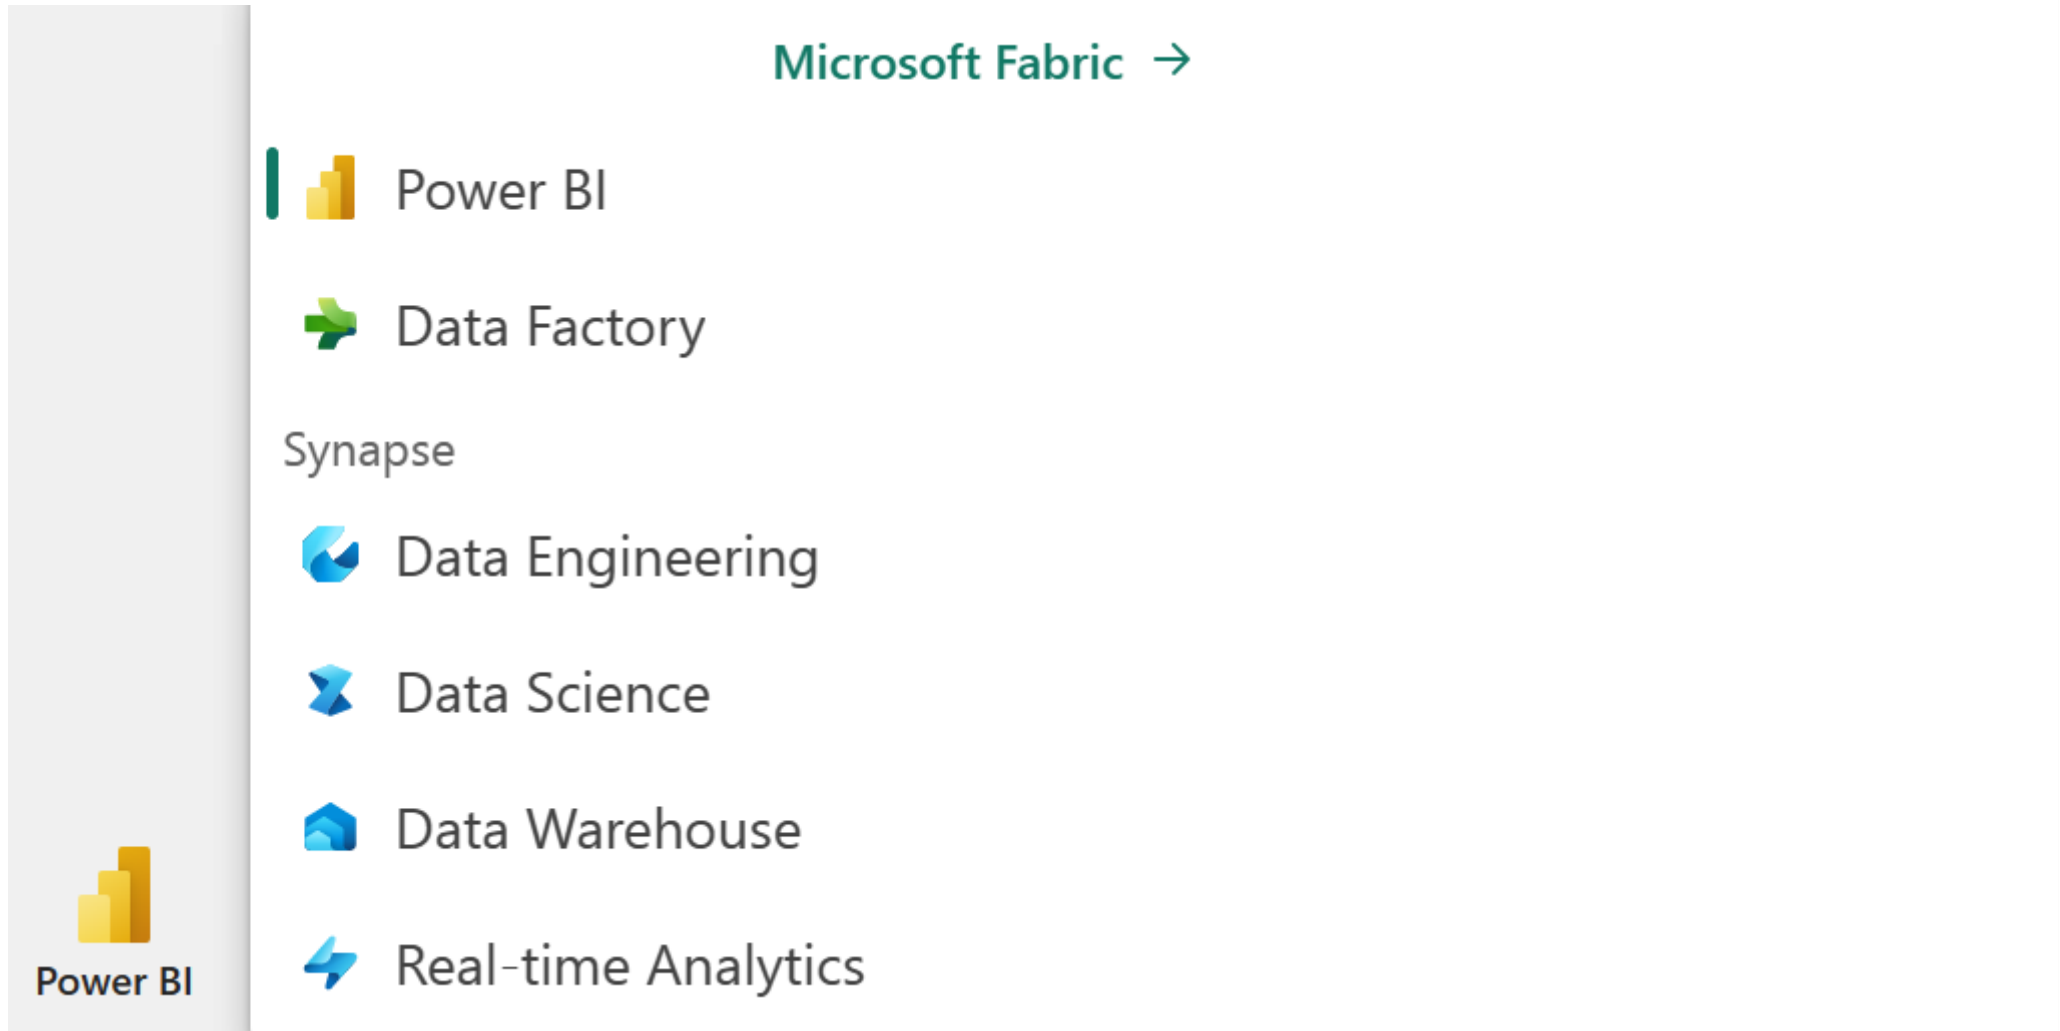 Microsoft Fabric →
Power BI
Data Factory
Synapse
Data Engineering
Data Science
Data Warehouse
Real-time Analytics
Power BI